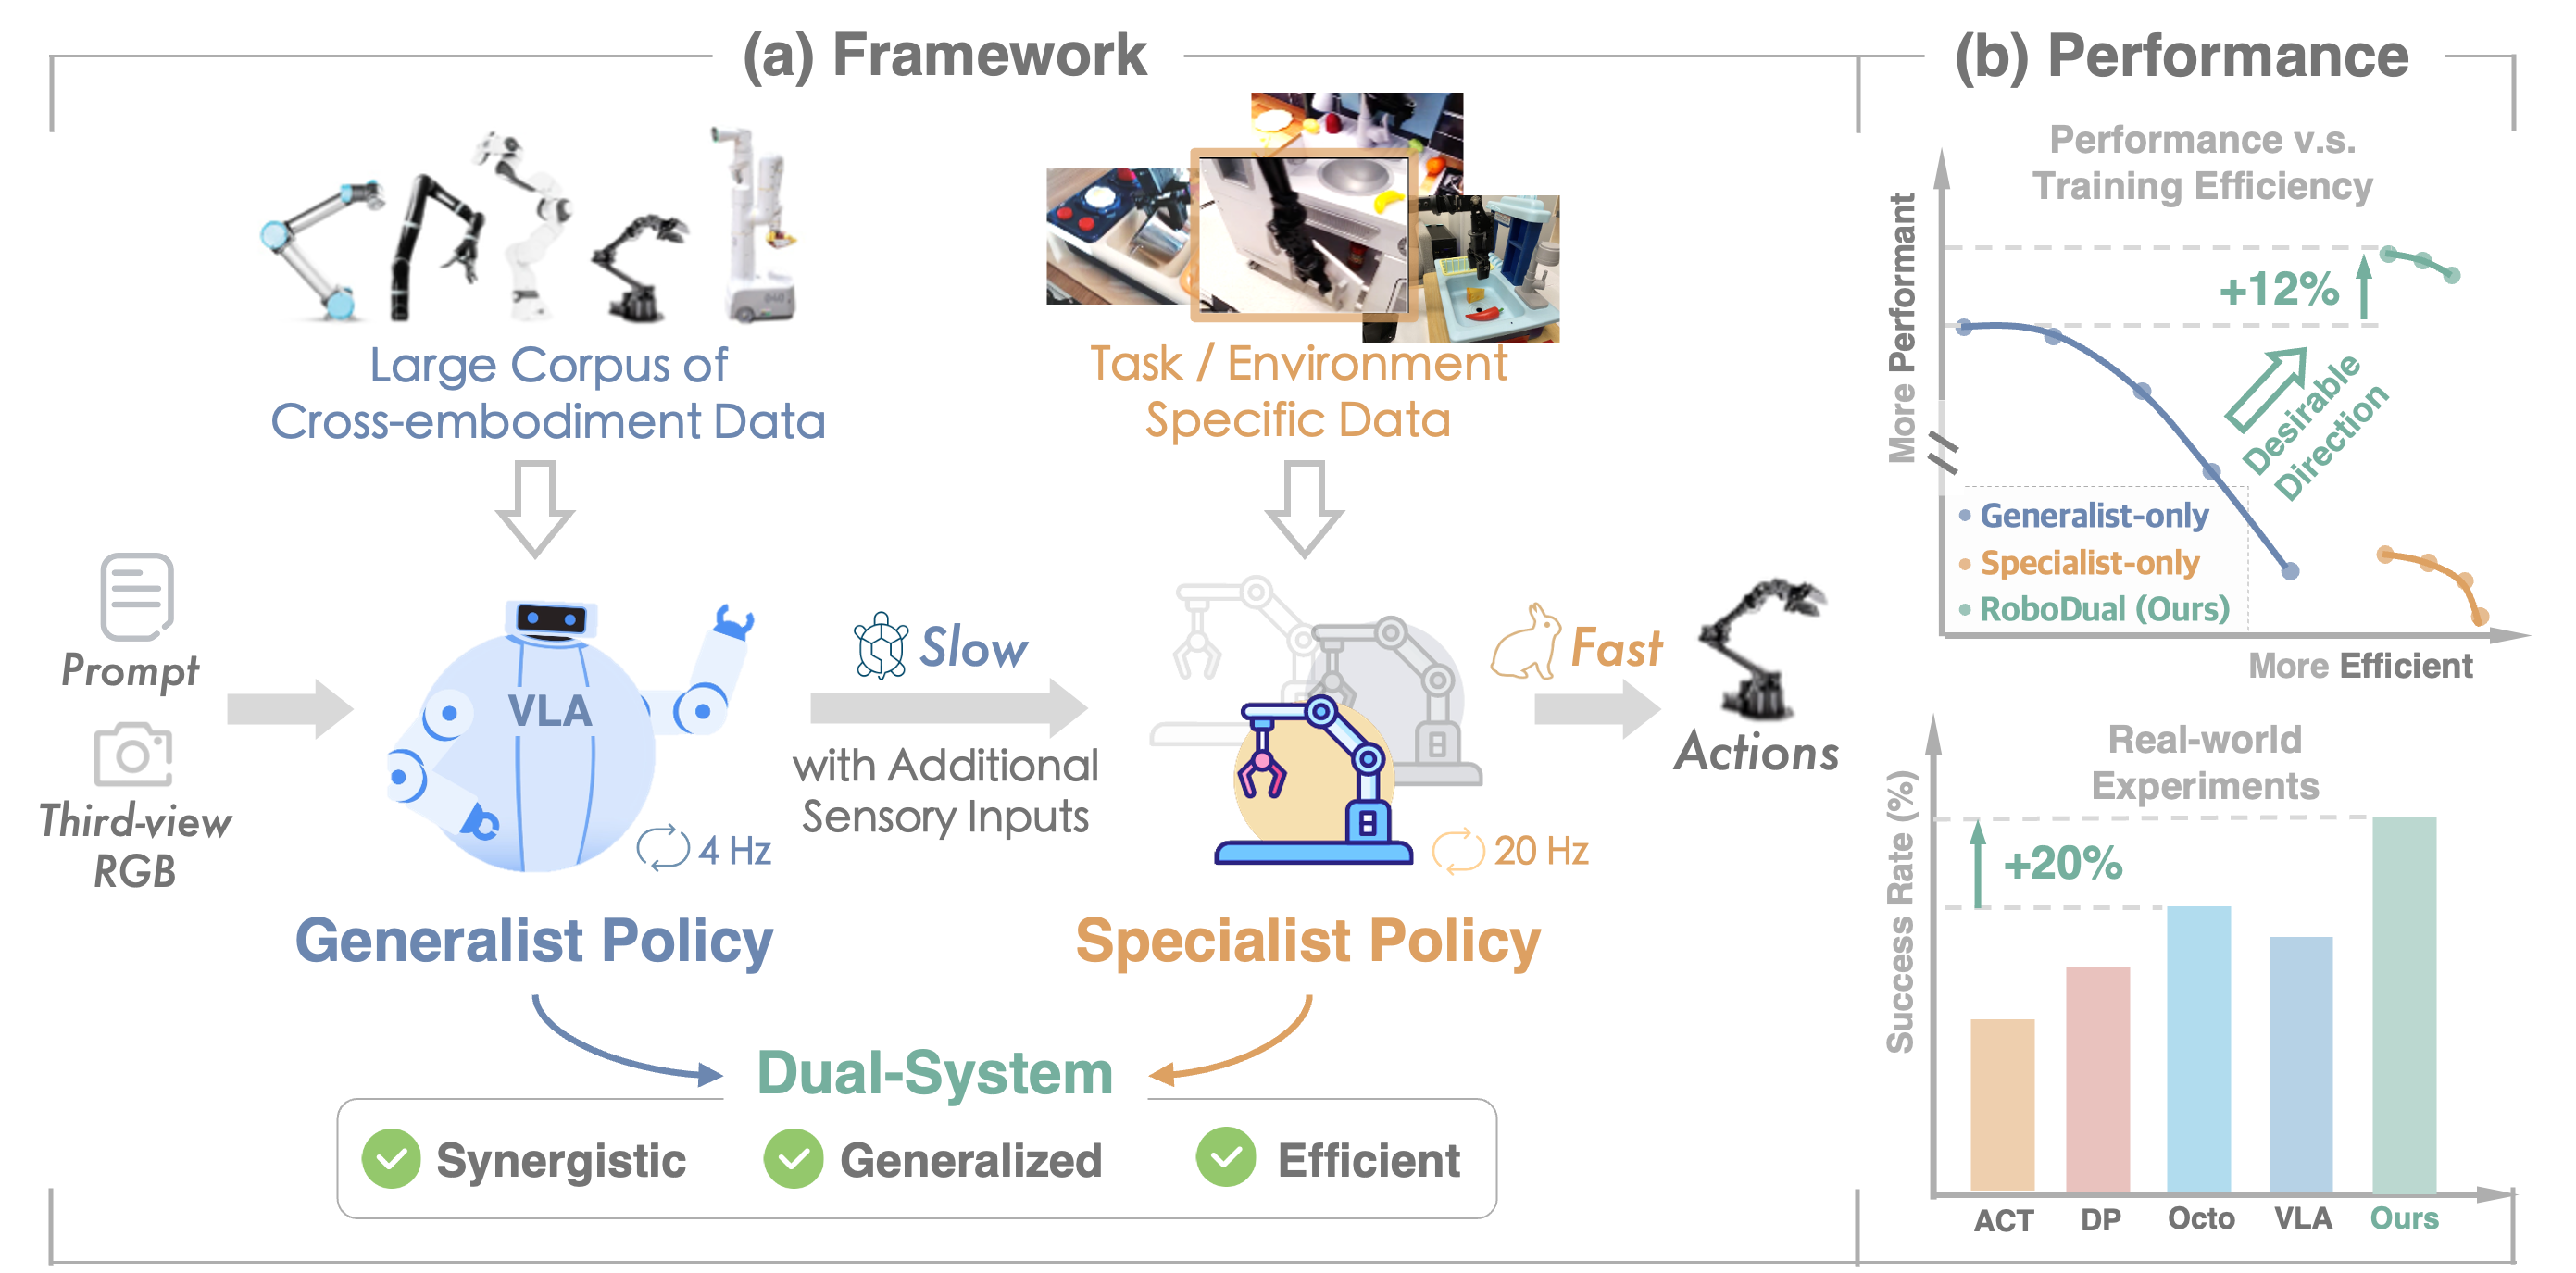 (a) Framework
Large Corpus of
Cross-embodiment Data
Task / Environment
Specific Data
Prompt
Third-view
RGB
VLA
4 Hz
Slow
with Additional
Sensory Inputs
20 Hz
Fast
Actions
Generalist Policy
Specialist Policy
Dual-System
Synergistic
Generalized
Efficient
(b) Performance
Performance v.s.
Training Efficiency
More Performant
+12%
Desirable
Direction
Generalist-only
Specialist-only
RoboDual (Ours)
More Efficient
Real-world
Experiments
Success Rate (%)
+20%
ACT
DP
Octo
VLA
Ours